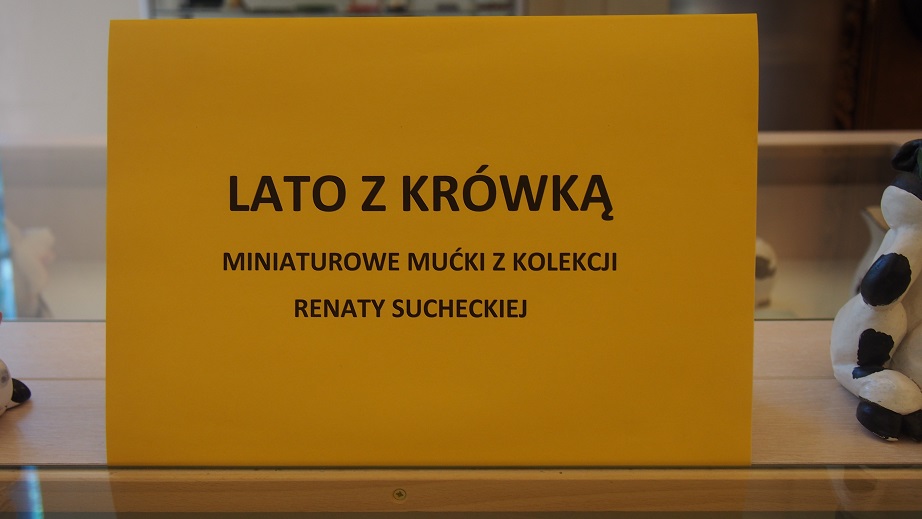 LATO Z KRÓWKĄ
MINIATUROWE MUĆKI Z KOLEKCJI
RENATY SUCHECKIEJ